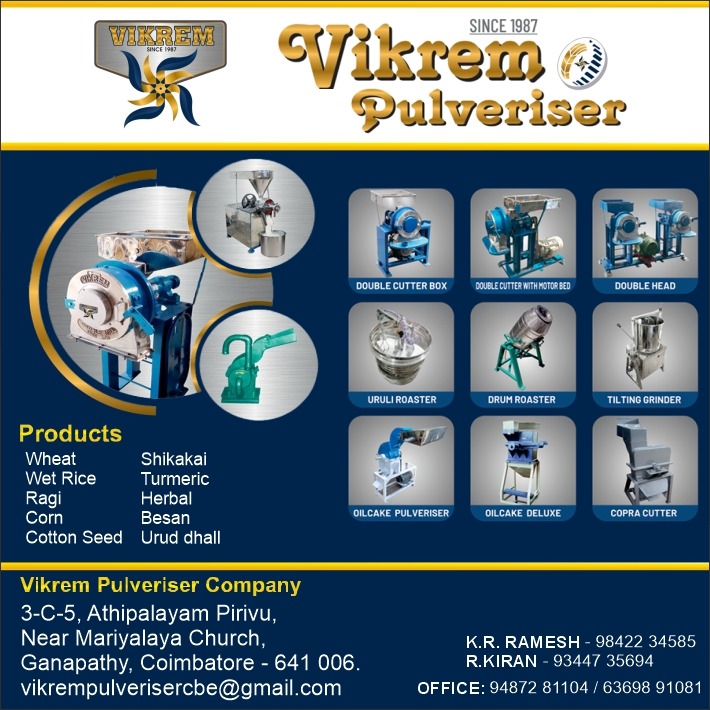 VIKREM
SINCE 1987
SINCE 1987
Vikrem
Pulveriser
VIKREM
DOUBLE CUTTER BOX
DOUBLE CUTTER WITH MOTOR BED
DOUBLE HEAD
URULI ROASTER
DRUM ROASTER
TILTING GRINDER
OILCAKE PULVERISER
OILCAKE DELUXE
COPRA CUTTER
Products
Wheat
Wet Rice
Ragi
Corn
Cotton Seed
Shikakai
Turmeric
Herbal
Besan
Urud dhall
Vikrem Pulveriser Company
3-C-5, Athipalayam Pirivu,
Near Mariyalaya Church,
Ganapathy, Coimbatore - 641 006.
vikrempulverisercbe@gmail.com
K.R. RAMESH - 98422 34585
R.KIRAN - 93447 35694
OFFICE: 94872 81104 / 63698 91081